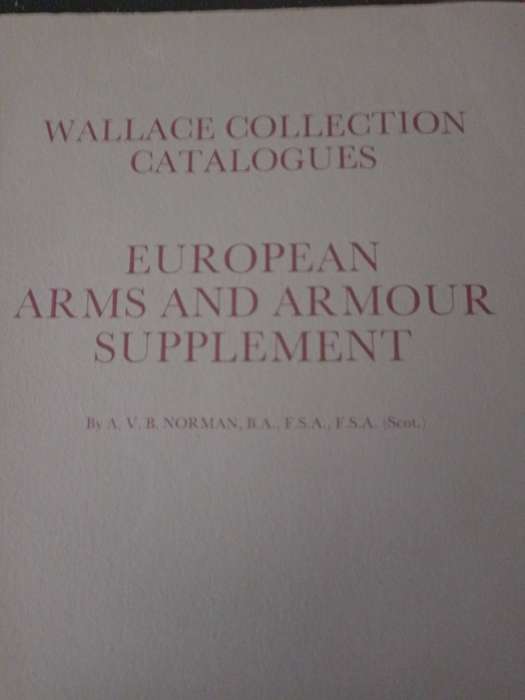 WALLACE COLLECTION
CATALOGUES
EUROPEAN
ARMS AND ARMOUR
SUPPLEMENT
By A. V. B. NORMAN, B.A., F.S.A., F.S.A. (Scot.)